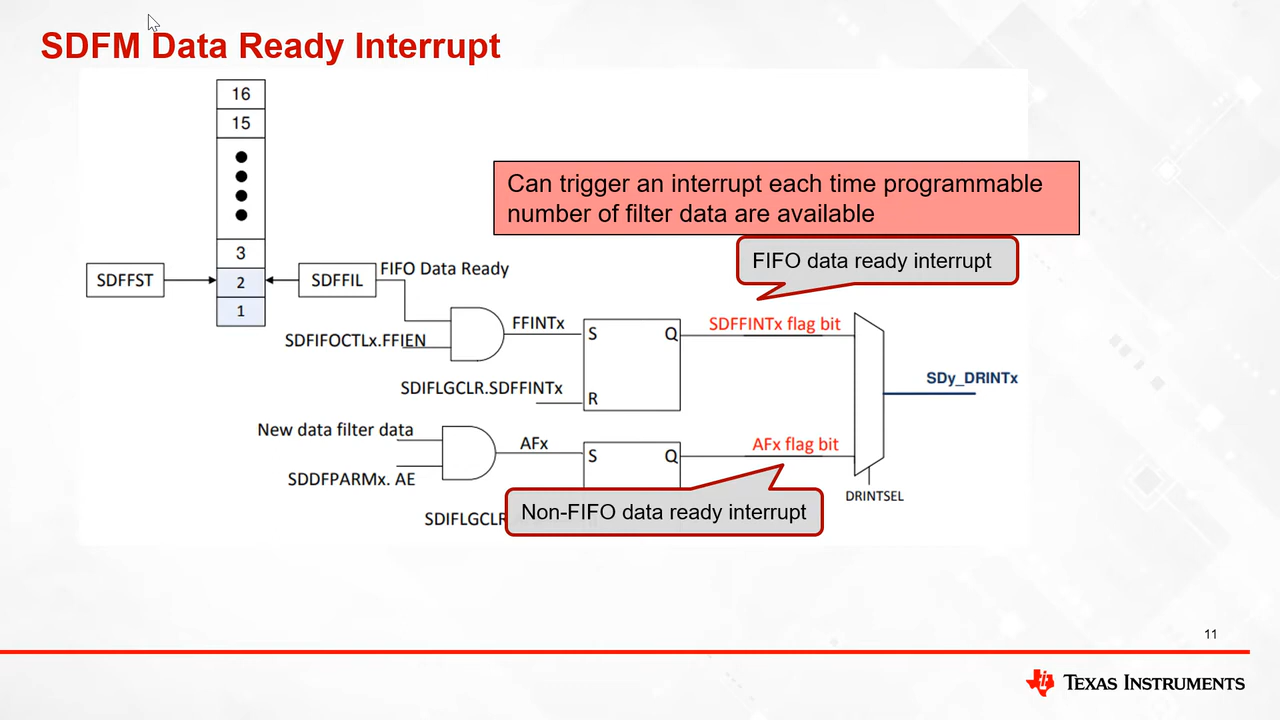 SDFM Data Ready Interrupt
16
15
Can trigger an interrupt each time programmable
number of filter data are available
3
FIFO data ready interrupt
SDFFST
2
SDFFIL
FIFO Data Ready
1
FFINTx
S
Q
SDFFINTx flag bit
SDFIFOCTLx.FFIEN
SDy_DRINTx
SDIFLGCLR.SDFFINTx
R
New data filter data
AFx
S
Q
AFx flag bit
SDDFPARMx. AE
DRINTSEL
Non-FIFO data ready interrupt
SDIFLGCLR
11
TEXAS INSTRUMENTS